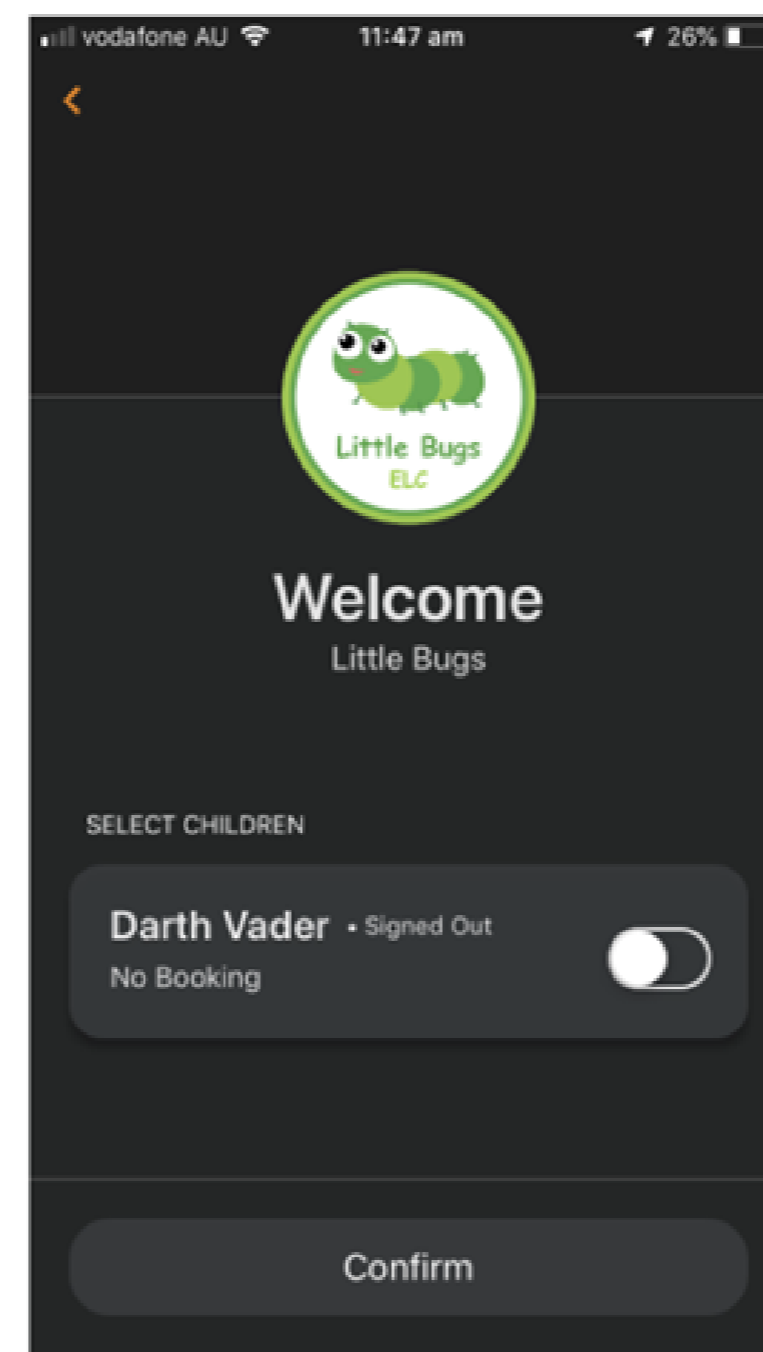 vodafone AU 11:47 am 26%
Little Bugs
ELC
Welcome
Little Bugs
SELECT CHILDREN
Darth Vader • Signed Out
No Booking
Confirm